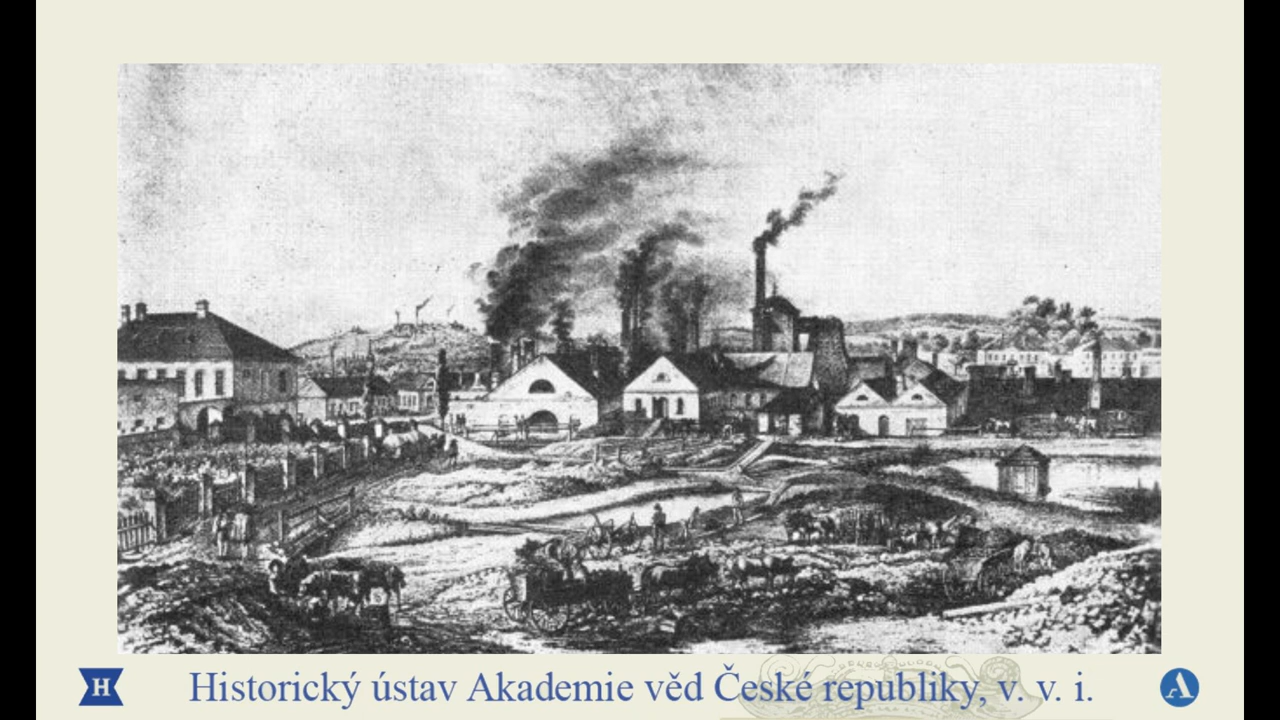 H
Historický ústav Akademie věd České republiky, v. v. i.
A